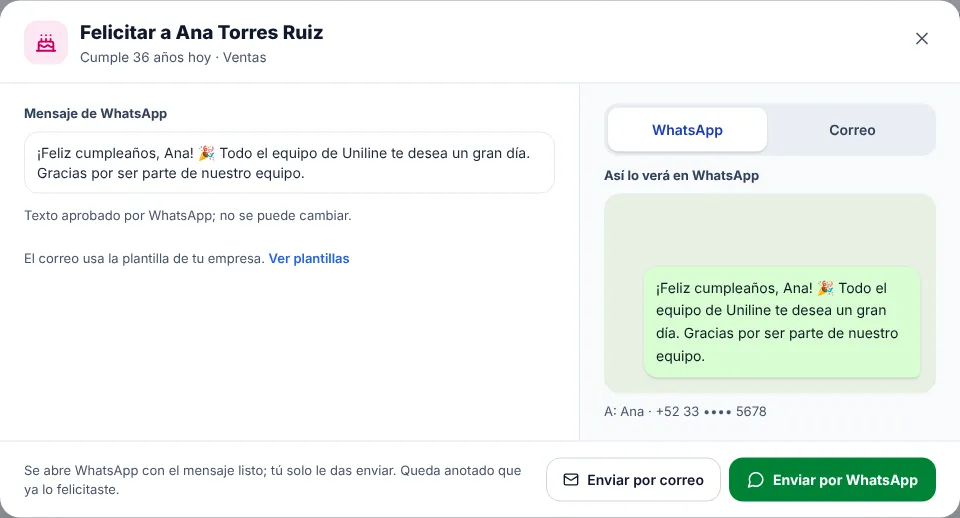 Felicitar a Ana Torres Ruiz
Cumple 36 años hoy · Ventas
Mensaje de WhatsApp
¡Feliz cumpleaños, Ana! 🎉 Todo el equipo de Uniline te desea un gran día.
Gracias por ser parte de nuestro equipo.
Texto aprobado por WhatsApp; no se puede cambiar.
El correo usa la plantilla de tu empresa. Ver plantillas
WhatsApp
Correo
Así lo verá en WhatsApp
¡Feliz cumpleaños, Ana! 🎉 Todo el
equipo de Uniline te desea un gran
día. Gracias por ser parte de nuestro
equipo.
A: Ana · +52 33 •••• 5678
Se abre WhatsApp con el mensaje listo; tú solo le das enviar. Queda anotado que
ya lo felicitaste.
Enviar por correo
Enviar por WhatsApp